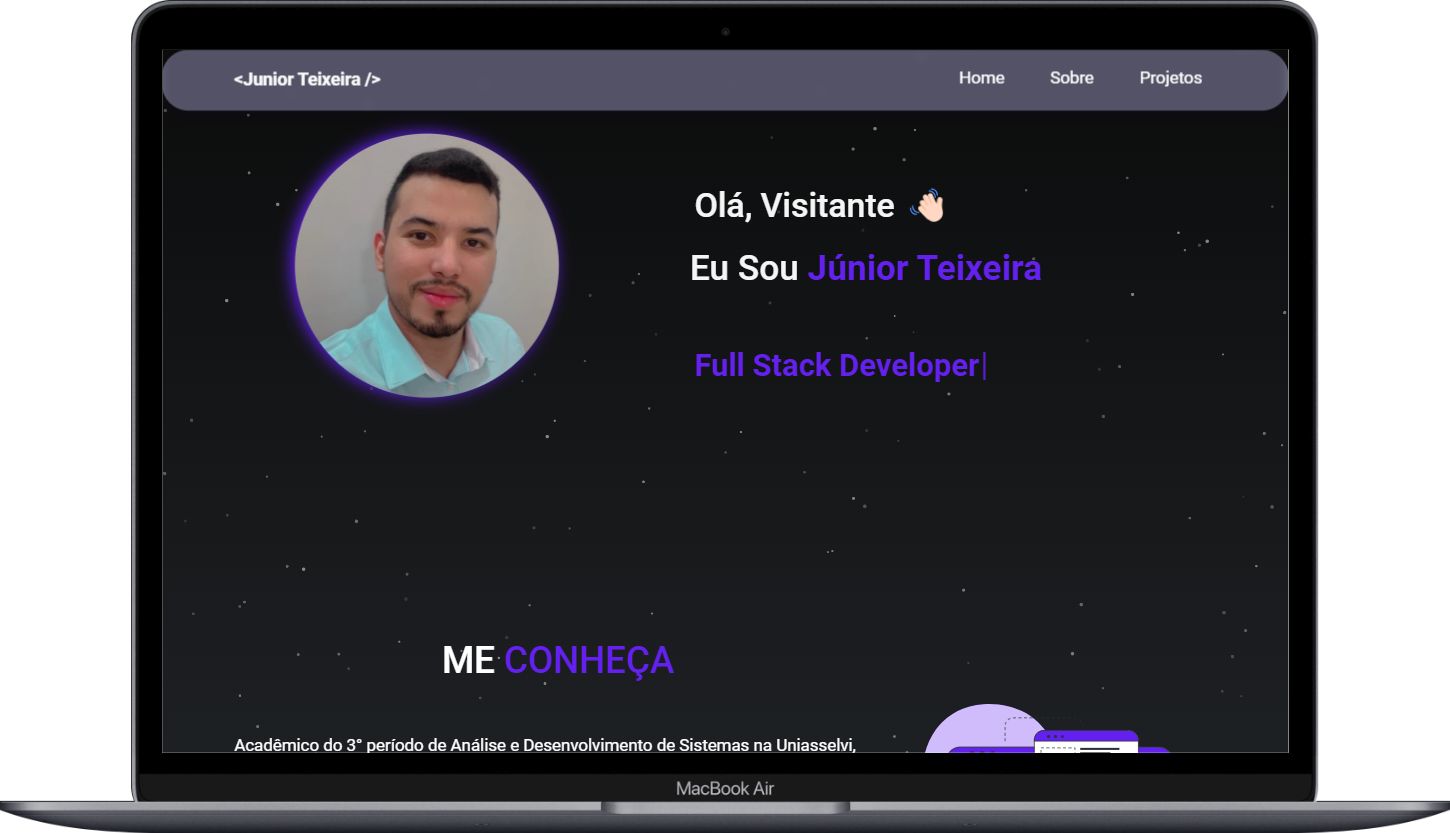 <Junior Teixeira />
Home Sobre Projetos
Olá, Visitante 👋🏻
Eu Sou Júnior Teixeira
Full Stack Developer|
ME CONHEÇA
Acadêmico do 3° período de Análise e Desenvolvimento de Sistemas na Uniasselvi,
MacBook Air